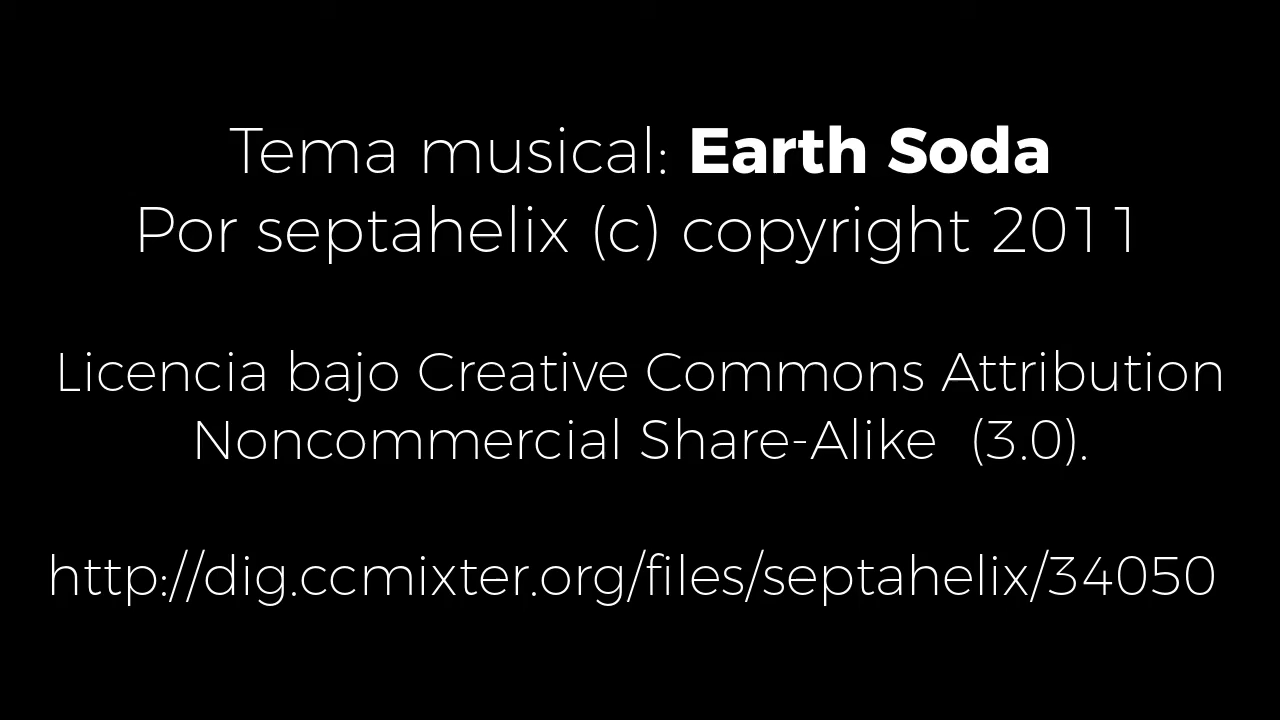 Tema musical: Earth Soda
Por septahelix (c) copyright 2011
Licencia bajo Creative Commons Attribution
Noncommercial Share-Alike (3.0).
http://dig.ccmixter.org/files/septahelix/34050